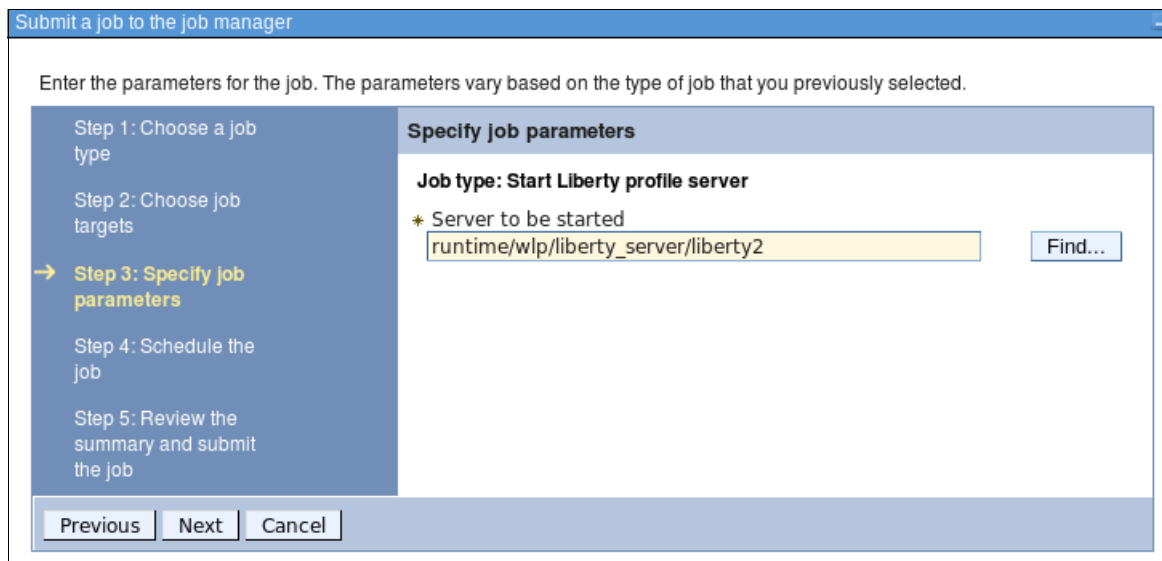 Submit a job to the job manager
Enter the parameters for the job. The parameters vary based on the type of job that you previously selected.
Step 1: Choose a job
type
Step 2: Choose job
targets
Step 3: Specify job
parameters
Step 4: Schedule the
job
Step 5: Review the
summary and submit
the job
Specify job parameters
Job type: Start Liberty profile server
* Server to be started
runtime/wlp/liberty_server/liberty2
Find...
Previous
Next
Cancel